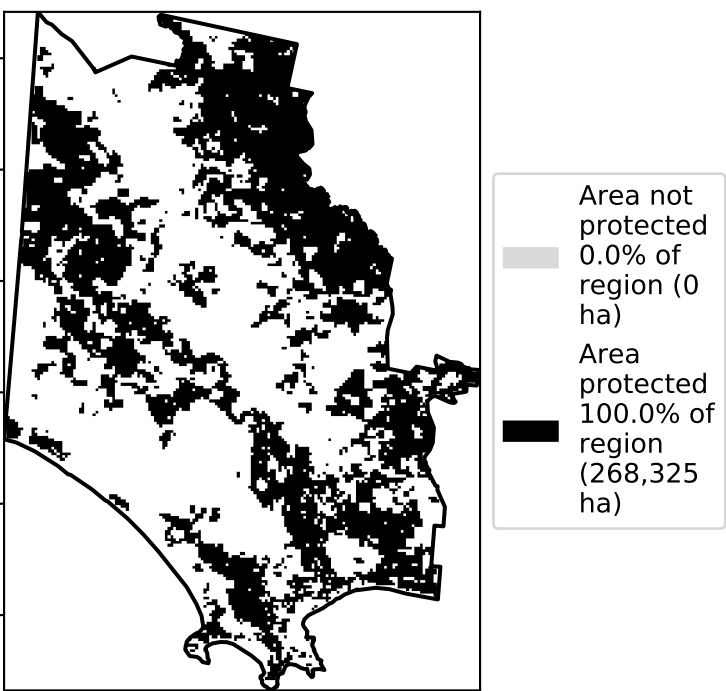 Area not
protected
0.0% of
region (0
ha)
Area
protected
100.0% of
region
(268,325
ha)